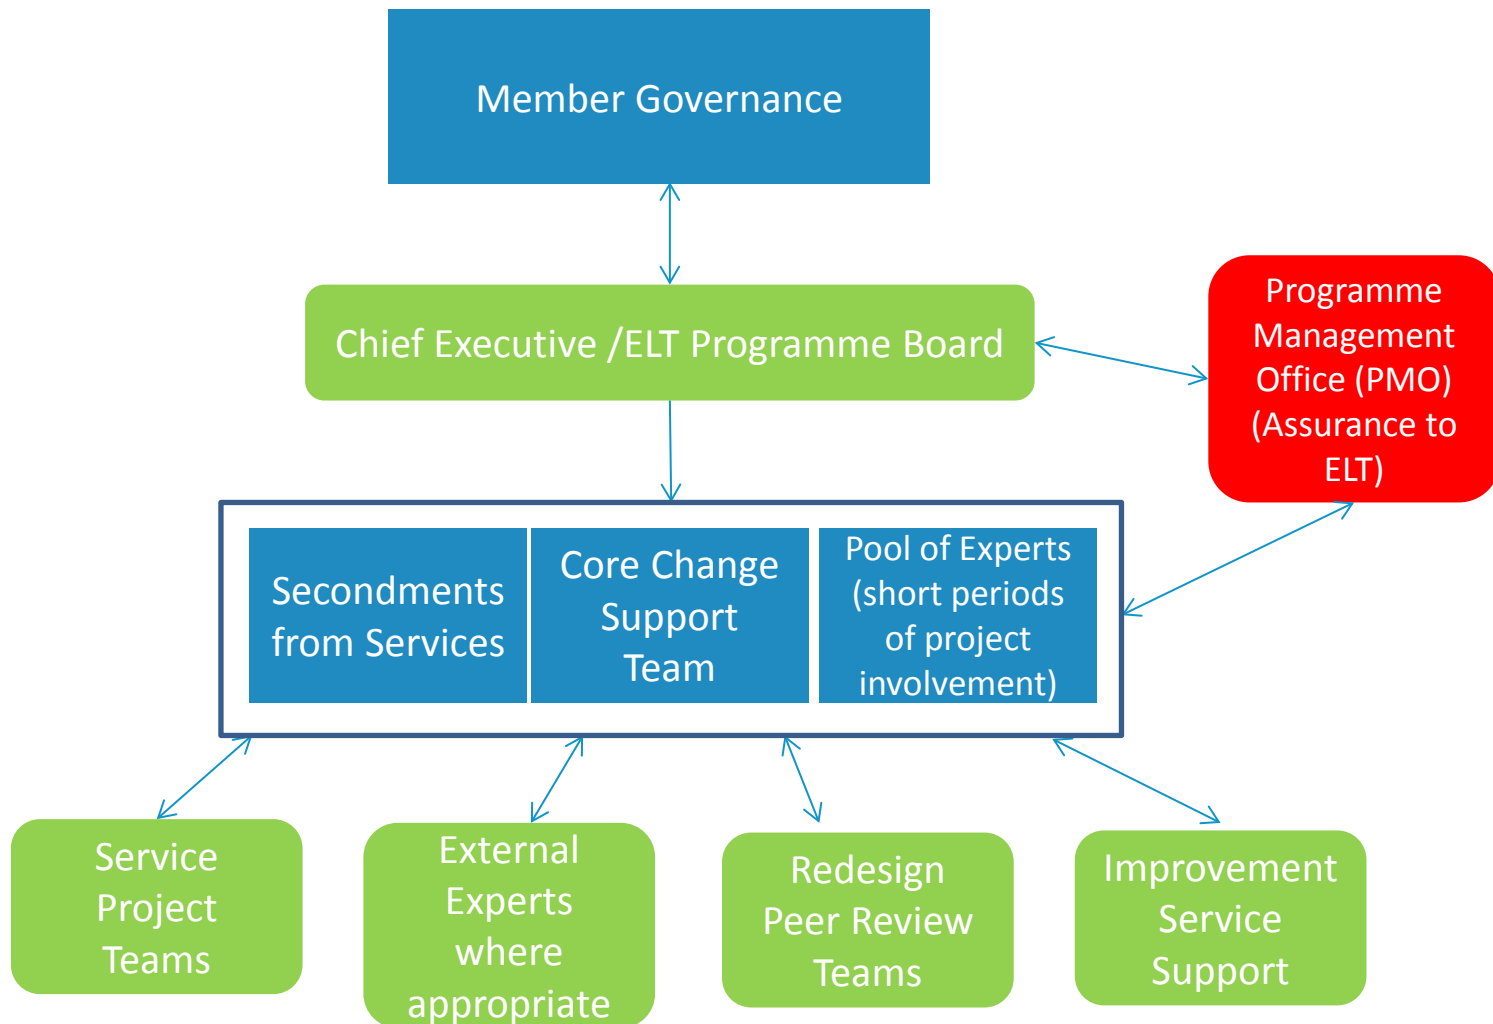 Member Governance
Chief Executive /ELT Programme Board
Programme
Management
Office (PMO)
(Assurance to
ELT)
Secondments
from Services
Core Change
Support
Team
Pool of Experts
(short periods
of project
involvement)
Service
Project
Teams
External
Experts
where
appropriate
Redesign
Peer Review
Teams
Improvement
Service
Support